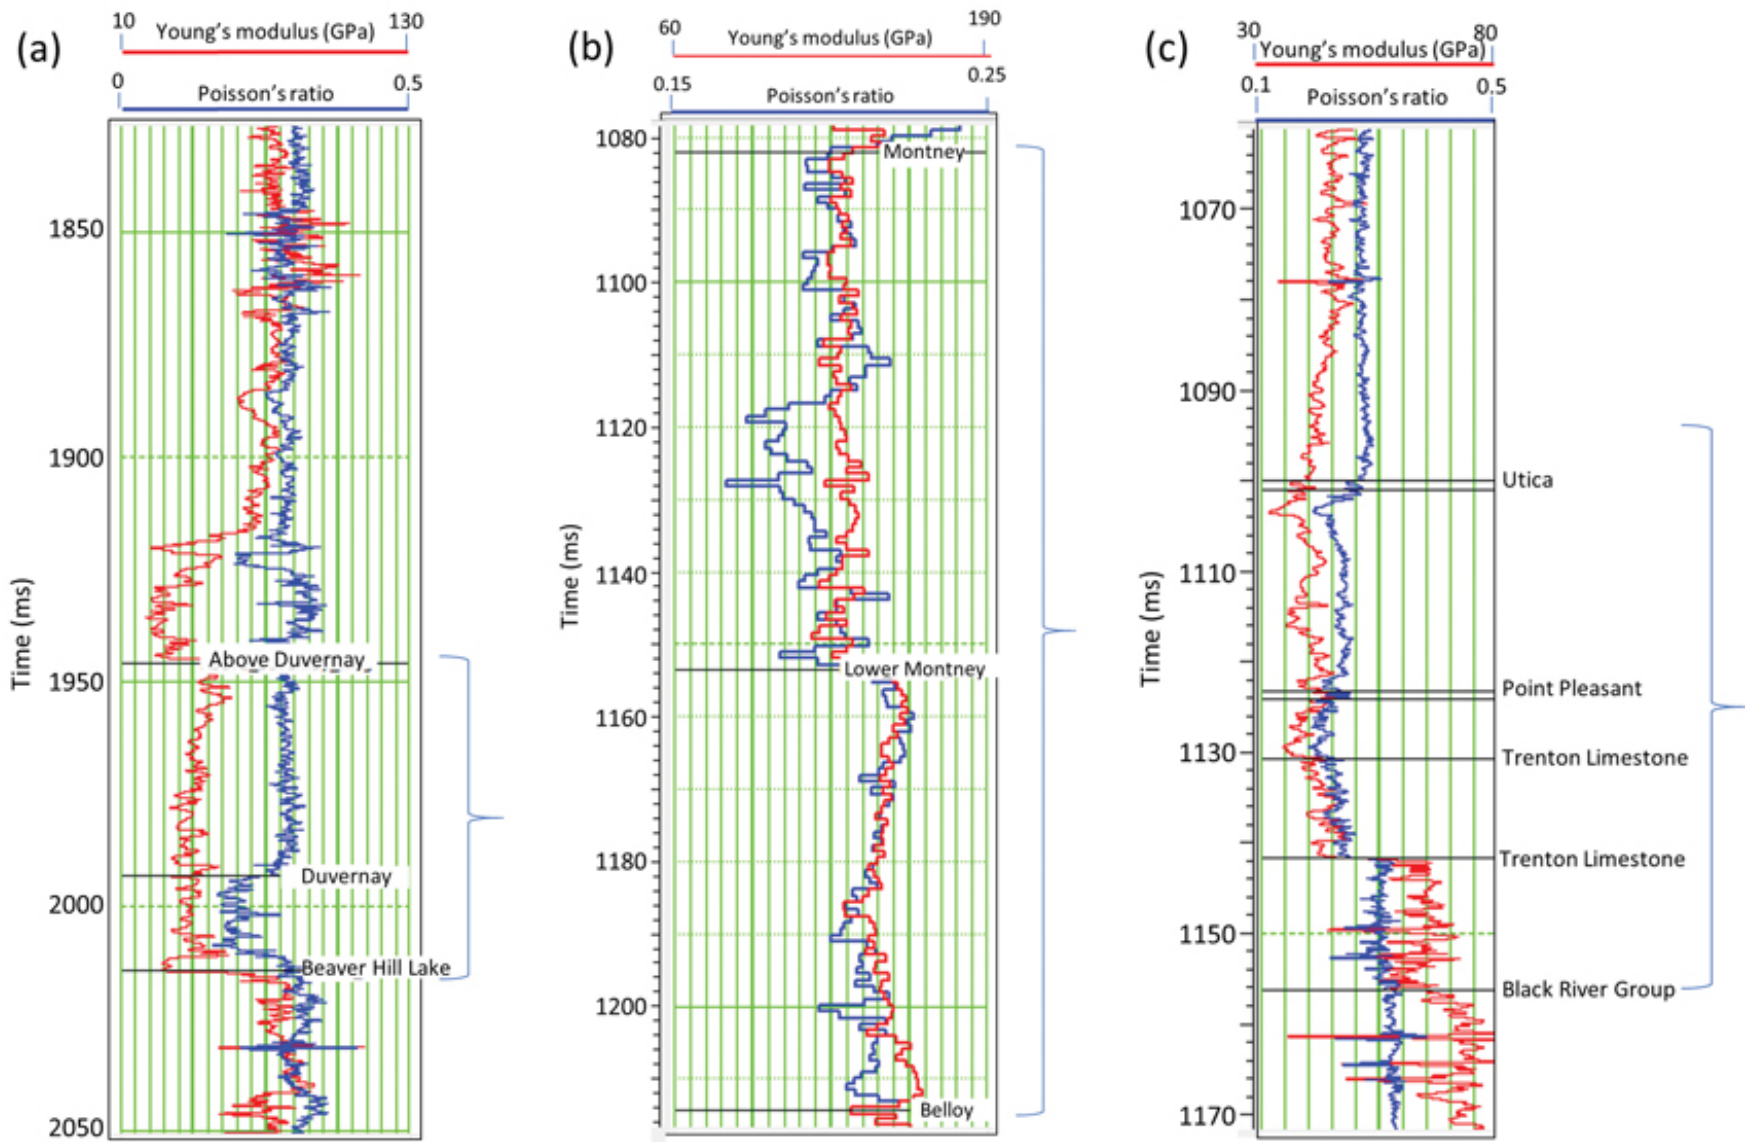 (a)
10 130
Young's modulus (GPa)
0 0.5
Poisson's ratio
1850
1900
1950
2000
2050
Time (ms)
Above Duvernay
Duvernay
Beaver Hill Lake
(b)
60 190
Young's modulus (GPa)
0.15 0.25
Poisson's ratio
1080
1100
1120
1140
1160
1180
1200
Time (ms)
Montney
Lower Montney
Belloy
(c)
30 80
Young's modulus (GPa)
0.1 0.5
Poisson's ratio
1070
1090
1110
1130
1150
1170
Time (ms)
Utica
Point Pleasant
Trenton Limestone
Trenton Limestone
Black River Group